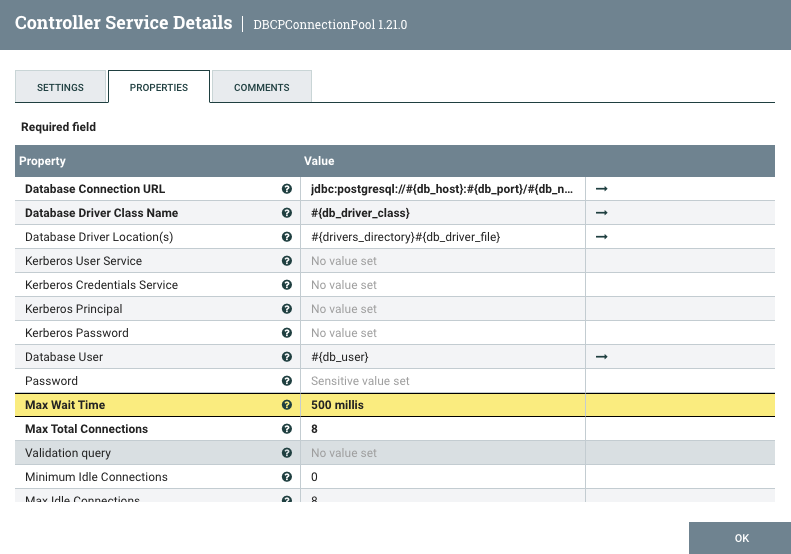 Controller Service Details | DBCPConnectionPool 1.21.0
SETTINGS PROPERTIES COMMENTS
Required field
Property Value
Database Connection URL jdbc:postgresql://#{db_host}:#{db_port}/#{db_n...
Database Driver Class Name #{db_driver_class}
Database Driver Location(s) #{drivers_directory}#{db_driver_file}
Kerberos User Service No value set
Kerberos Credentials Service No value set
Kerberos Principal No value set
Kerberos Password No value set
Database User #{db_user}
Password Sensitive value set
Max Wait Time 500 millis
Max Total Connections 8
Validation query No value set
Minimum Idle Connections 0
Max Idle Connections 8
OK